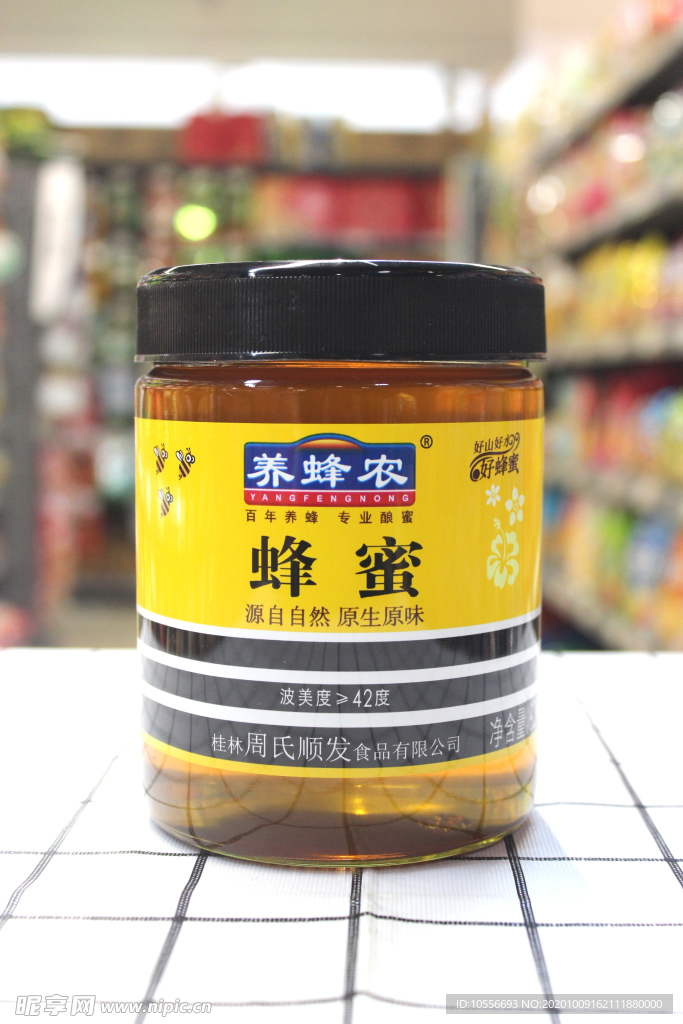 养蜂农®
YANGFENGNONG
百年养蜂 专业酿蜜
好山好水
好蜂蜜
蜂蜜
源自自然 原生原味
波美度≥42度
净含量
桂林周氏顺发食品有限公司
昵享网 www.nipic.cn
ID:10556693 NO:20201009162111880000